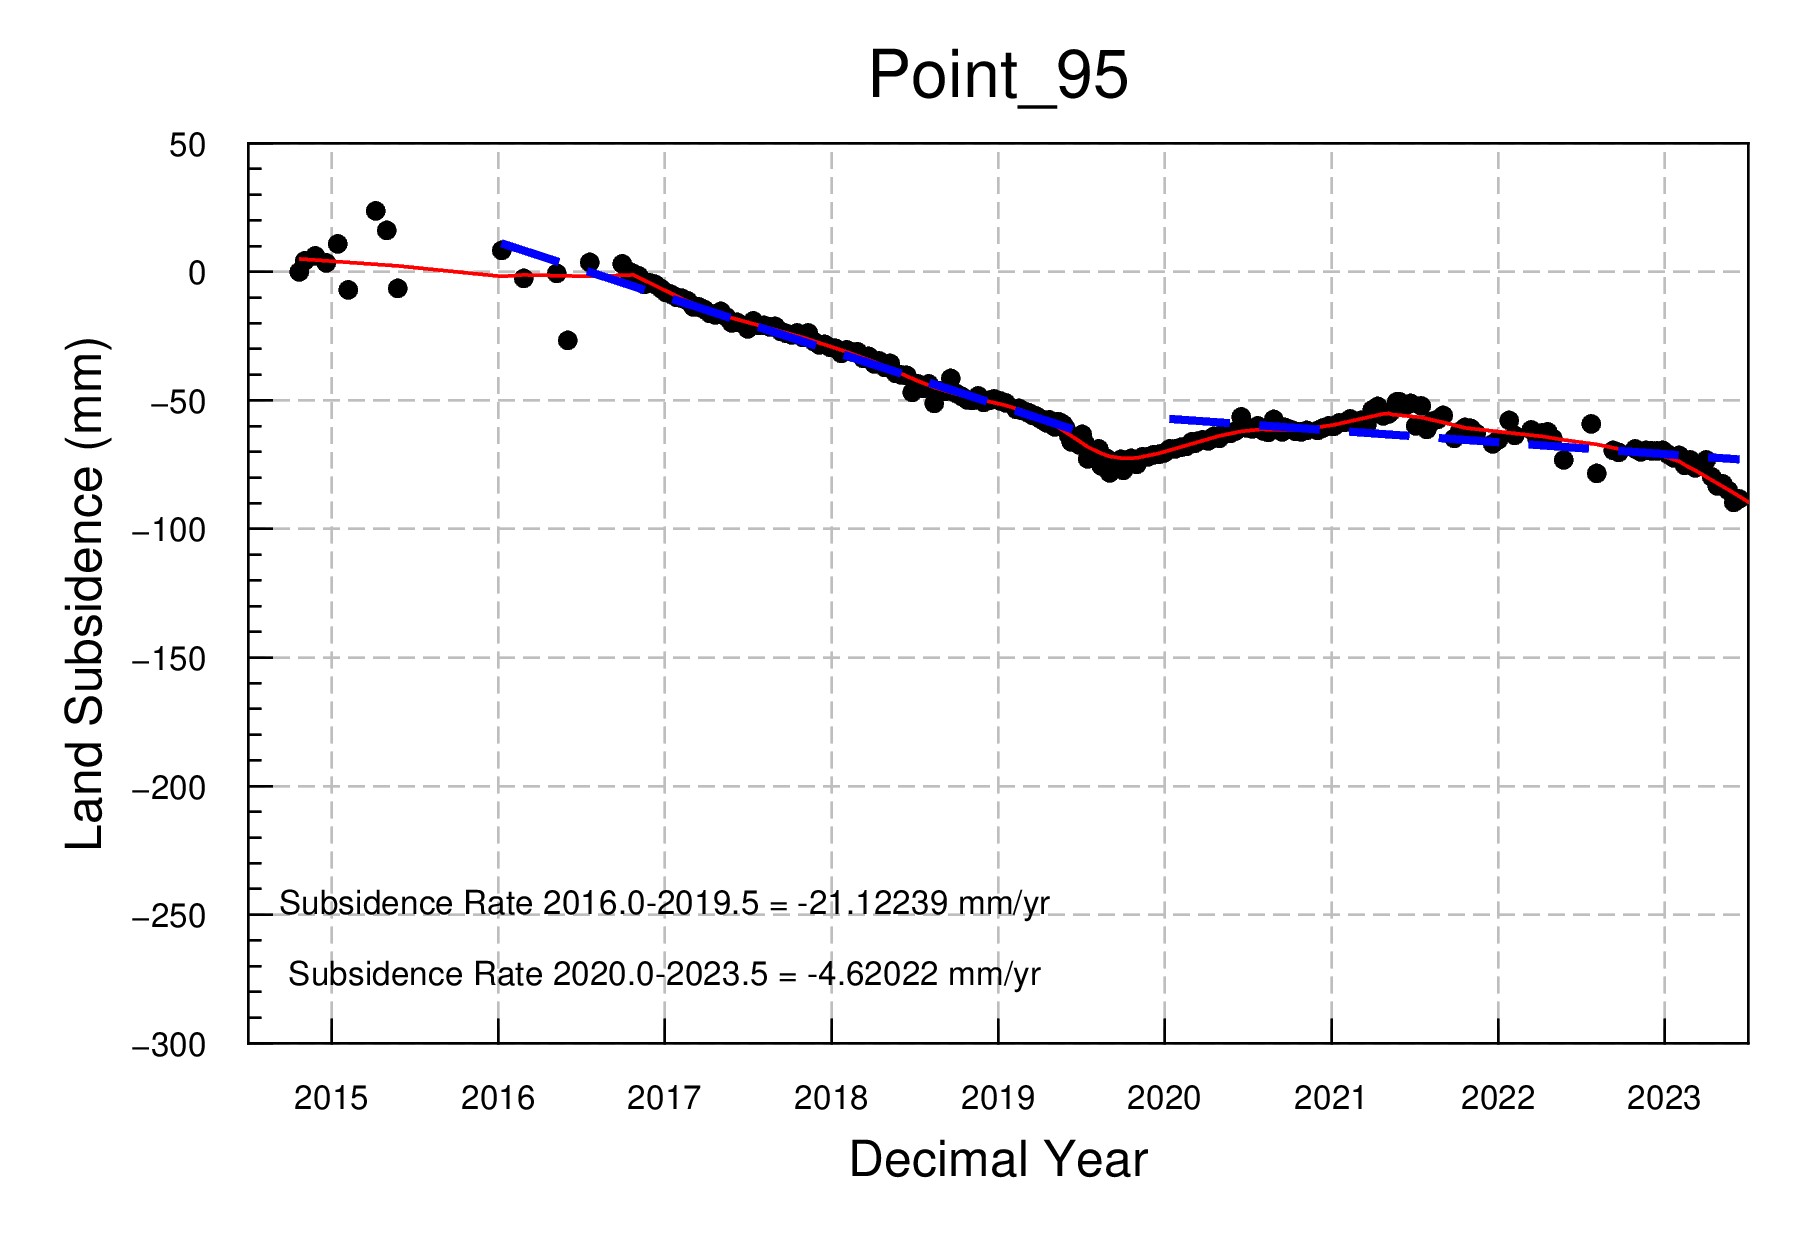 Point_95
50
0
−50
−100
−150
−200
−250
−300
Land Subsidence (mm)
Subsidence Rate 2016.0-2019.5 = -21.12239 mm/yr
Subsidence Rate 2020.0-2023.5 = -4.62022 mm/yr
2015 2016 2017 2018 2019 2020 2021 2022 2023
Decimal Year